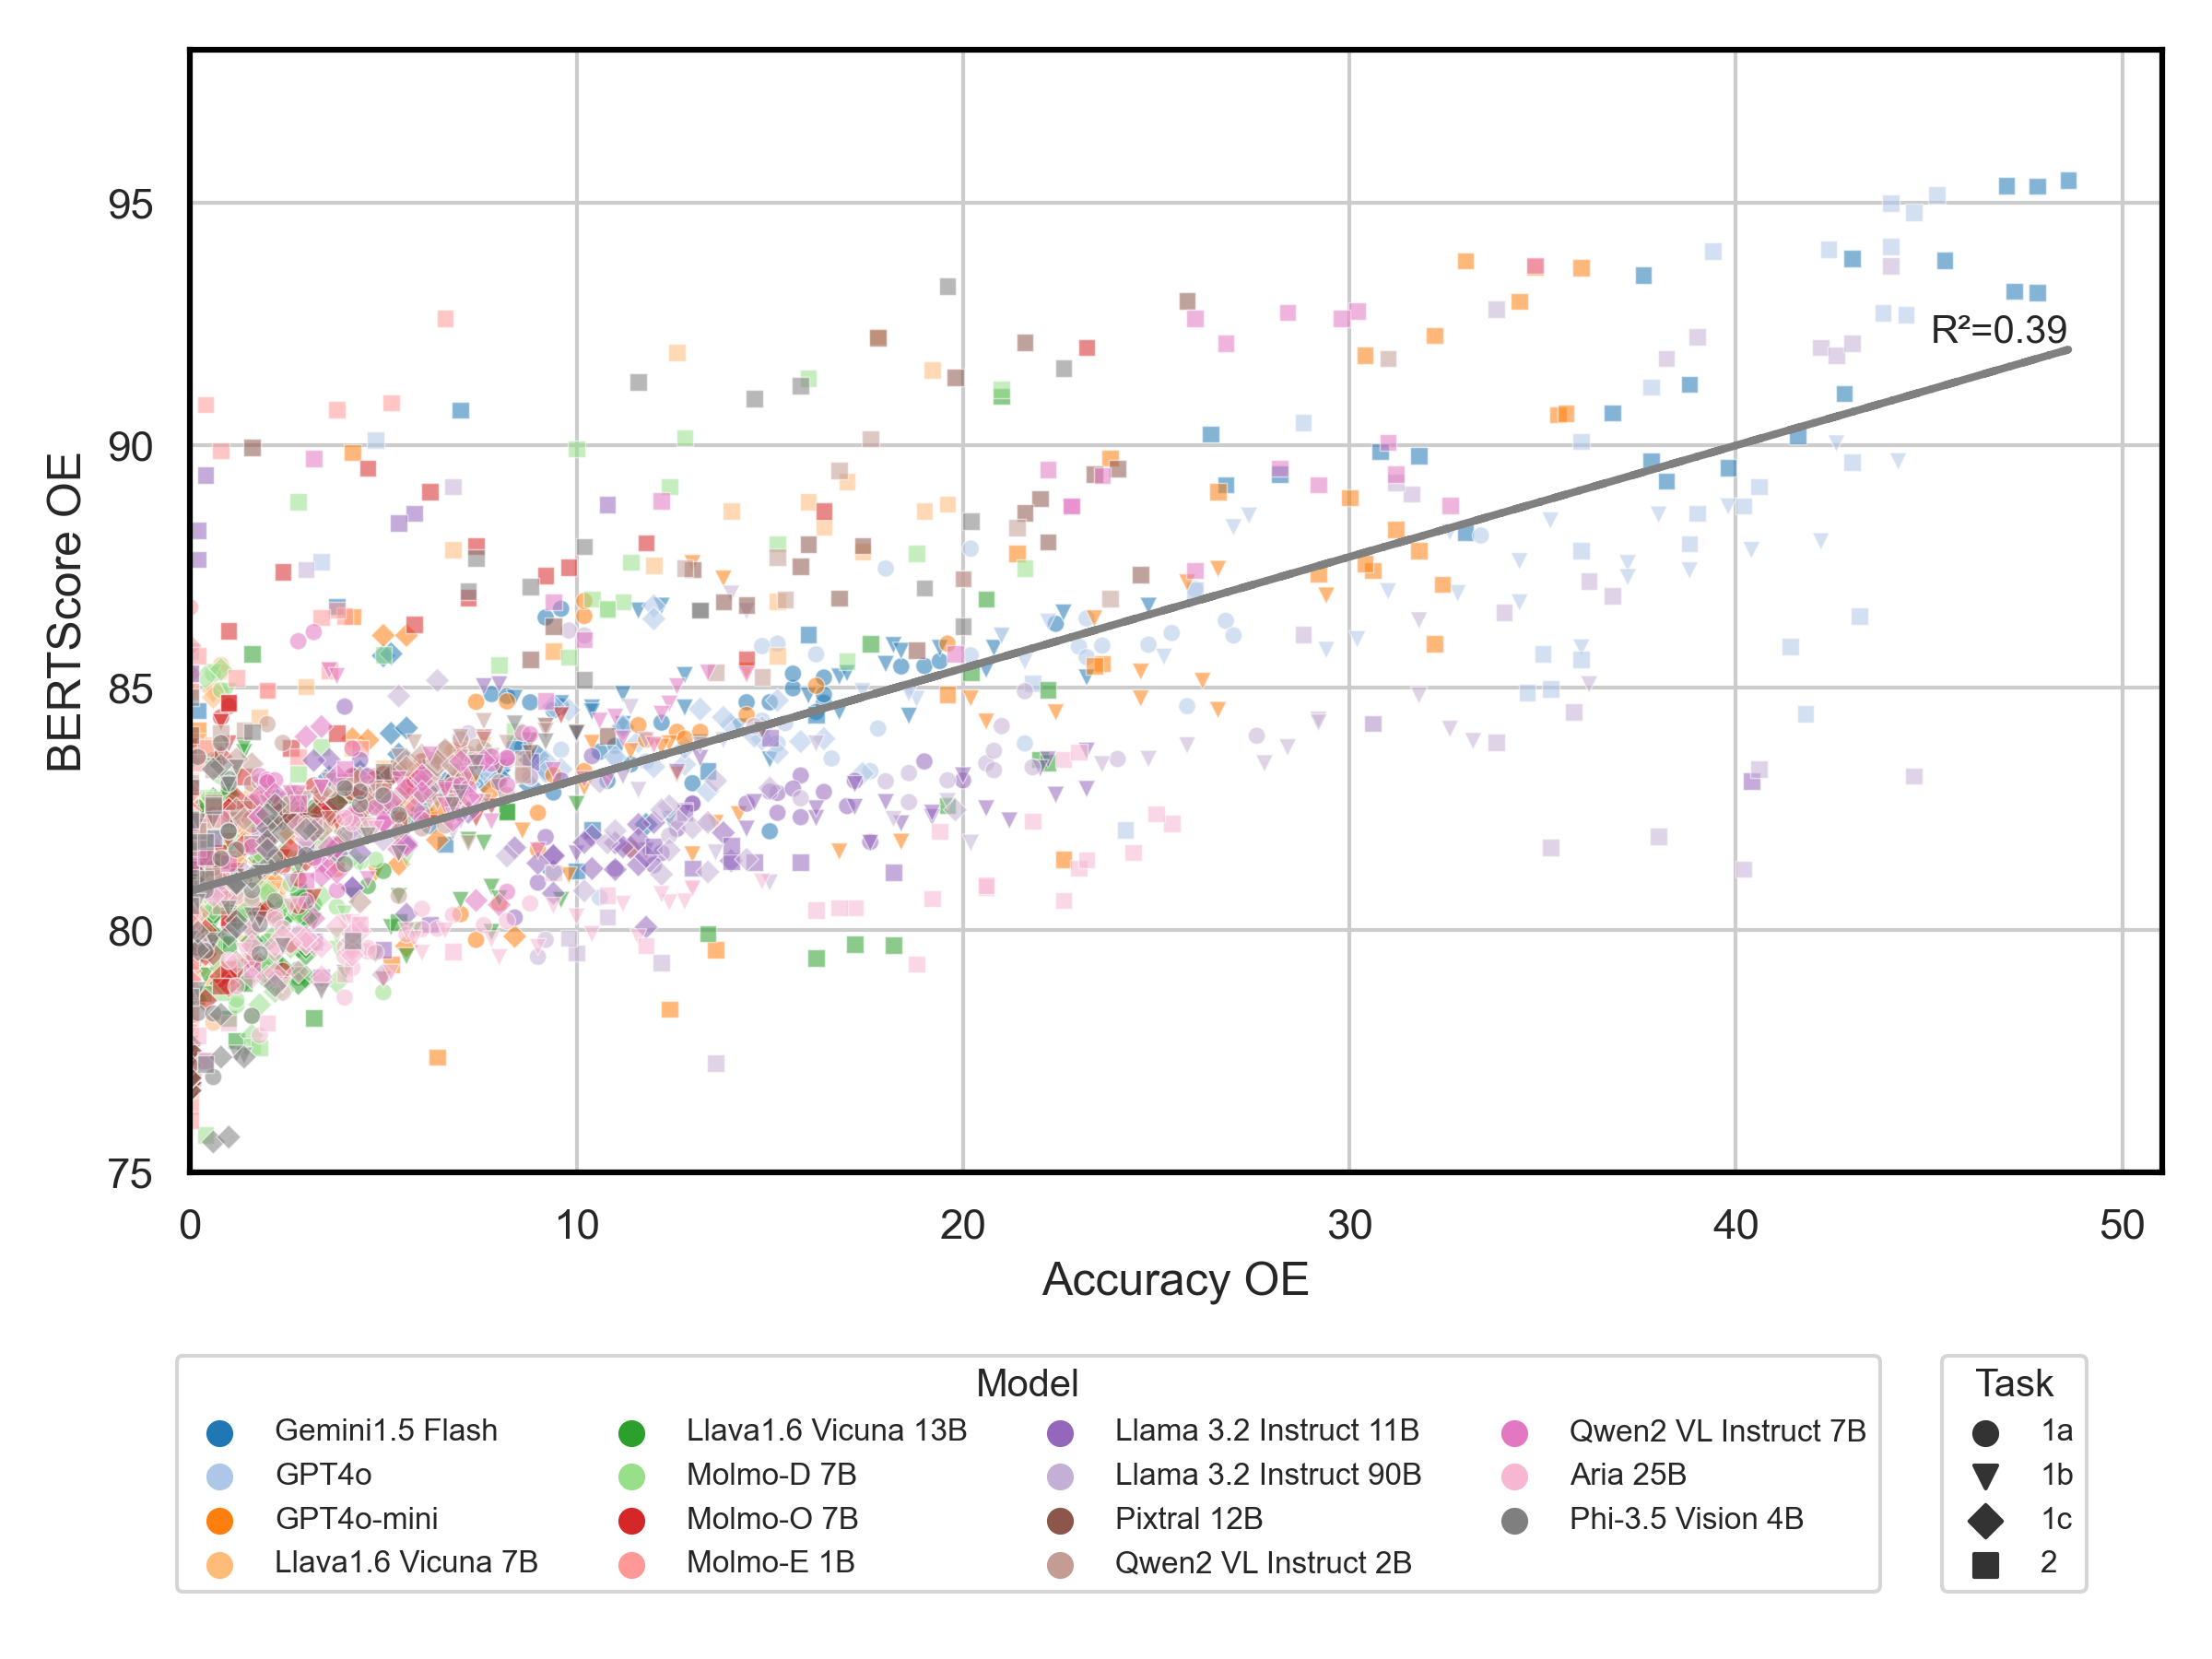 95
90
85
80
75
BERTScore OE
R²=0.39
0 10 20 30 40 50
Accuracy OE
Model
Gemini1.5 Flash
GPT4o
GPT4o-mini
Llava1.6 Vicuna 7B
Llava1.6 Vicuna 13B
Molmo-D 7B
Molmo-O 7B
Molmo-E 1B
Llama 3.2 Instruct 11B
Llama 3.2 Instruct 90B
Pixtral 12B
Qwen2 VL Instruct 2B
Qwen2 VL Instruct 7B
Aria 25B
Phi-3.5 Vision 4B
Task
1a
1b
1c
2